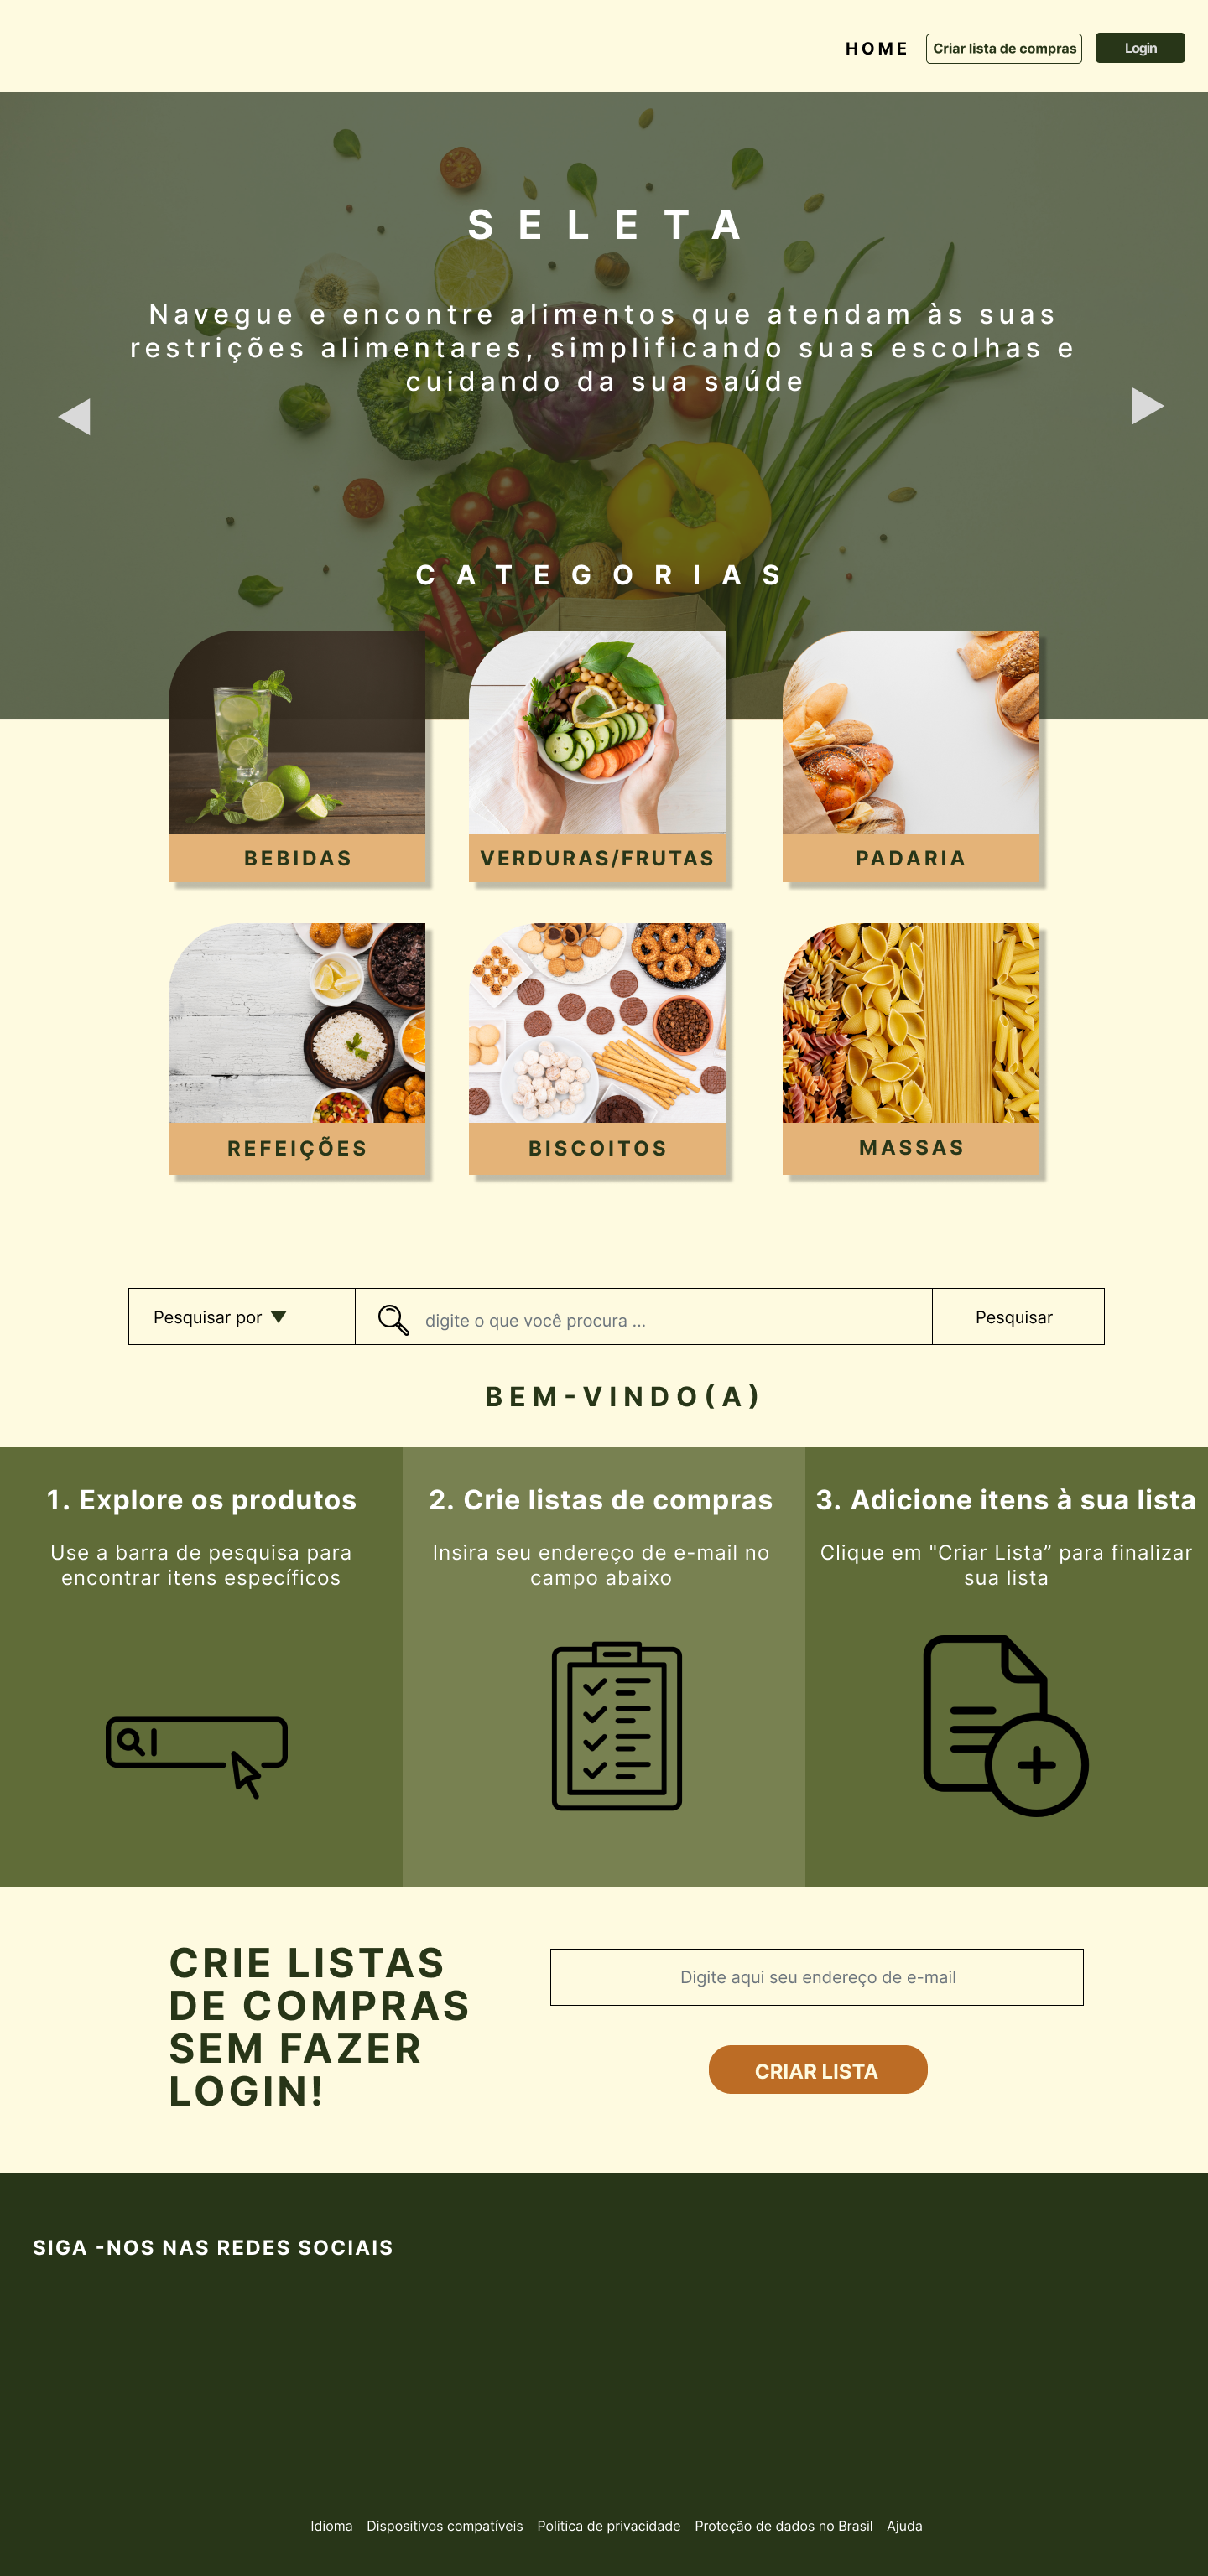 HOME
Criar lista de compras
Login
SELETA
Navegue e encontre alimentos que atendam às suas
restrições alimentares, simplificando suas escolhas e
cuidando da sua saúde
CATEGORIAS
BEBIDAS
VERDURAS/FRUTAS
PADARIA
REFEIÇÕES
BISCOITOS
MASSAS
Pesquisar por
digite o que você procura ...
Pesquisar
BEM-VINDO(A)
1. Explore os produtos
Use a barra de pesquisa para
encontrar itens específicos
2. Crie listas de compras
Insira seu endereço de e-mail no
campo abaixo
3. Adicione itens à sua lista
Clique em "Criar Lista” para finalizar
sua lista
CRIE LISTAS
DE COMPRAS
SEM FAZER
LOGIN!
Digite aqui seu endereço de e-mail
CRIAR LISTA
SIGA -NOS NAS REDES SOCIAIS
Idioma
Dispositivos compatíveis
Politica de privacidade
Proteção de dados no Brasil
Ajuda